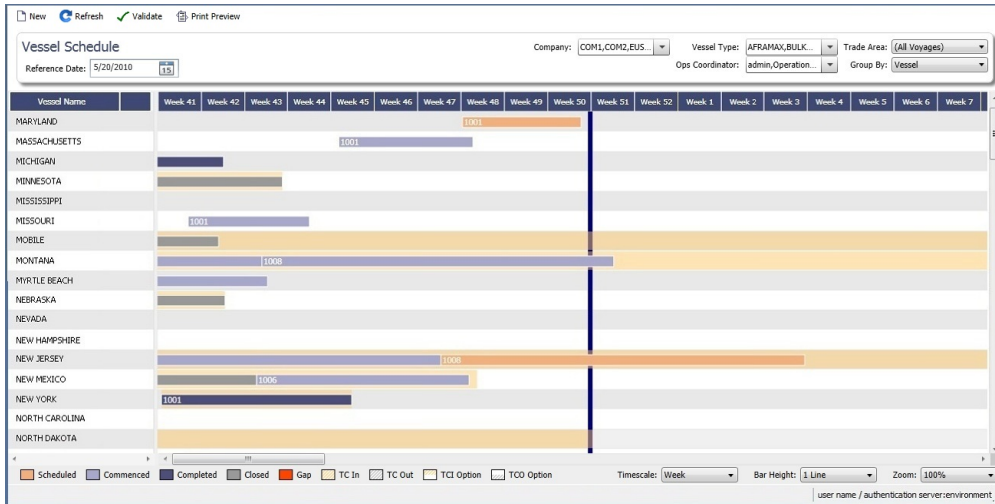 New Refresh Validate Print Preview
Vessel Schedule
Company: COM1,COM2,EUS... Vessel Type: AFRAMAX,BULK... Trade Area: (All Voyages)
Reference Date: 5/20/2010 15 Ops Coordinator: admin,Operation... Group By: Vessel
Vessel Name Week 41 Week 42 Week 43 Week 44 Week 45 Week 46 Week 47 Week 48 Week 49 Week 50 Week 51 Week 52 Week 1 Week 2 Week 3 Week 4 Week 5 Week 6 Week 7
MARYLAND 1001
MASSACHUSETTS 1001
MICHIGAN
MINNESOTA
MISSISSIPPI
MISSOURI 1001
MOBILE
MONTANA 1008
MYRTLE BEACH
NEBRASKA
NEVADA
NEW HAMPSHIRE
NEW JERSEY 1008
NEW MEXICO 1006
NEW YORK 1001
NORTH CAROLINA
NORTH DAKOTA
Scheduled Commenced Completed Closed Gap TC In TC Out TCI Option TCO Option Timescale: Week Bar Height: 1 Line Zoom: 100%
user name / authentication server:environment